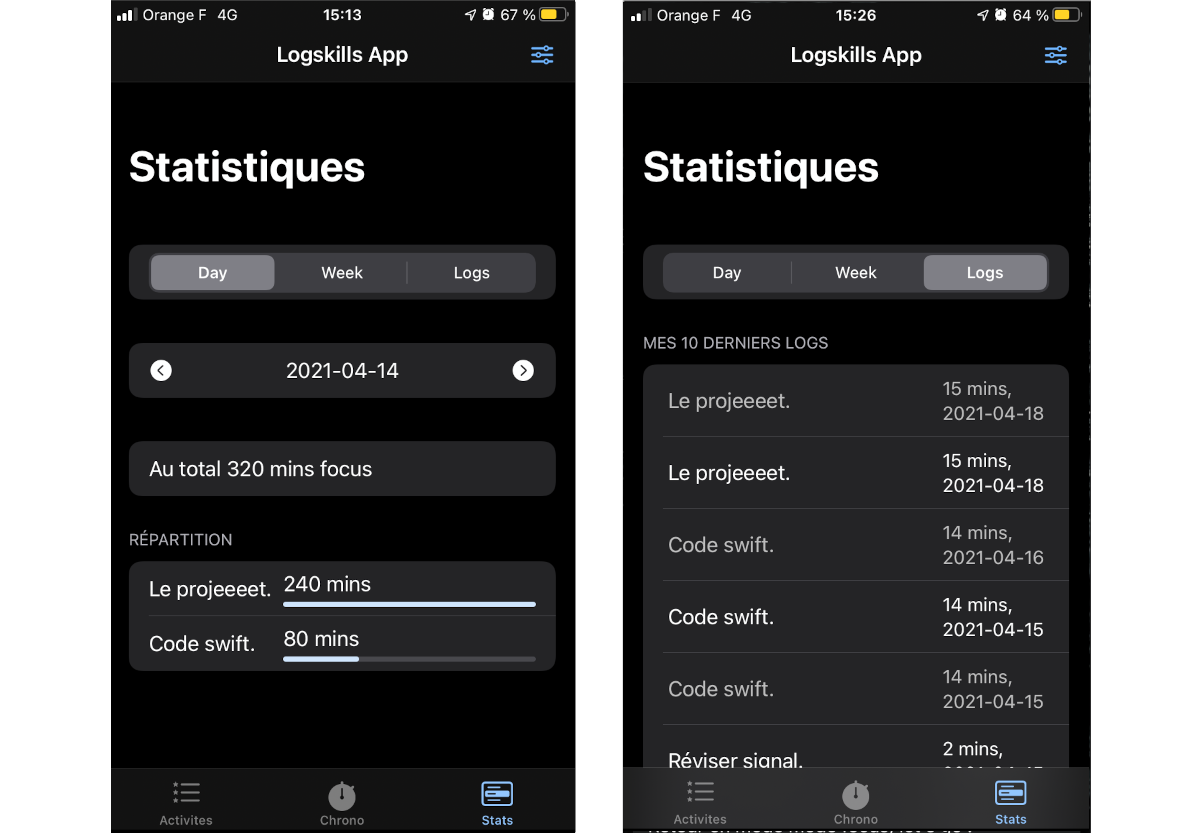 Orange F 4G 15:13 67 %
Logskills App
Statistiques
Day Week Logs
2021-04-14
Au total 320 mins focus
RÉPARTITION
Le projeeeet. 240 mins
Code swift. 80 mins
Activites Chrono Stats
Orange F 4G 15:26 64 %
Logskills App
Statistiques
Day Week Logs
MES 10 DERNIERS LOGS
Le projeeeet. 15 mins,
2021-04-18
Le projeeeet. 15 mins,
2021-04-18
Code swift. 14 mins,
2021-04-16
Code swift. 14 mins,
2021-04-15
Code swift. 14 mins,
2021-04-15
Réviser signal. 2 mins,
Activites Chrono Stats